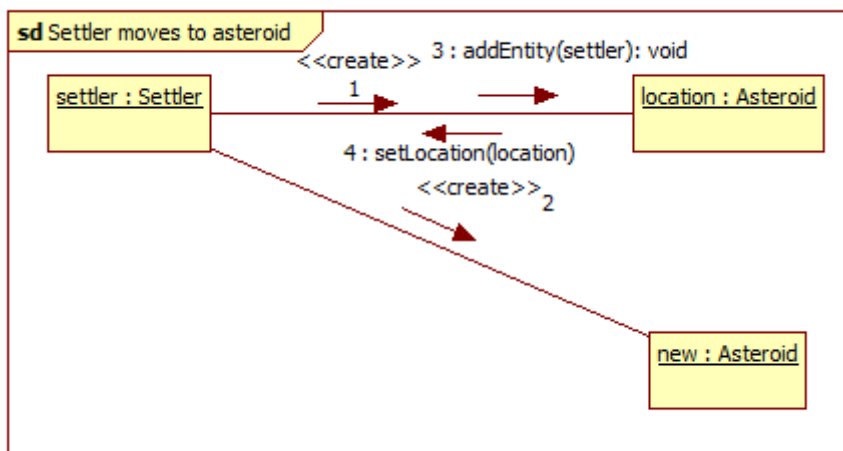 sd Settler moves to asteroid
<<create>>
1
3 : addEntity(settler): void
settler : Settler
location : Asteroid
4 : setLocation(location)
<<create>>
2
new : Asteroid